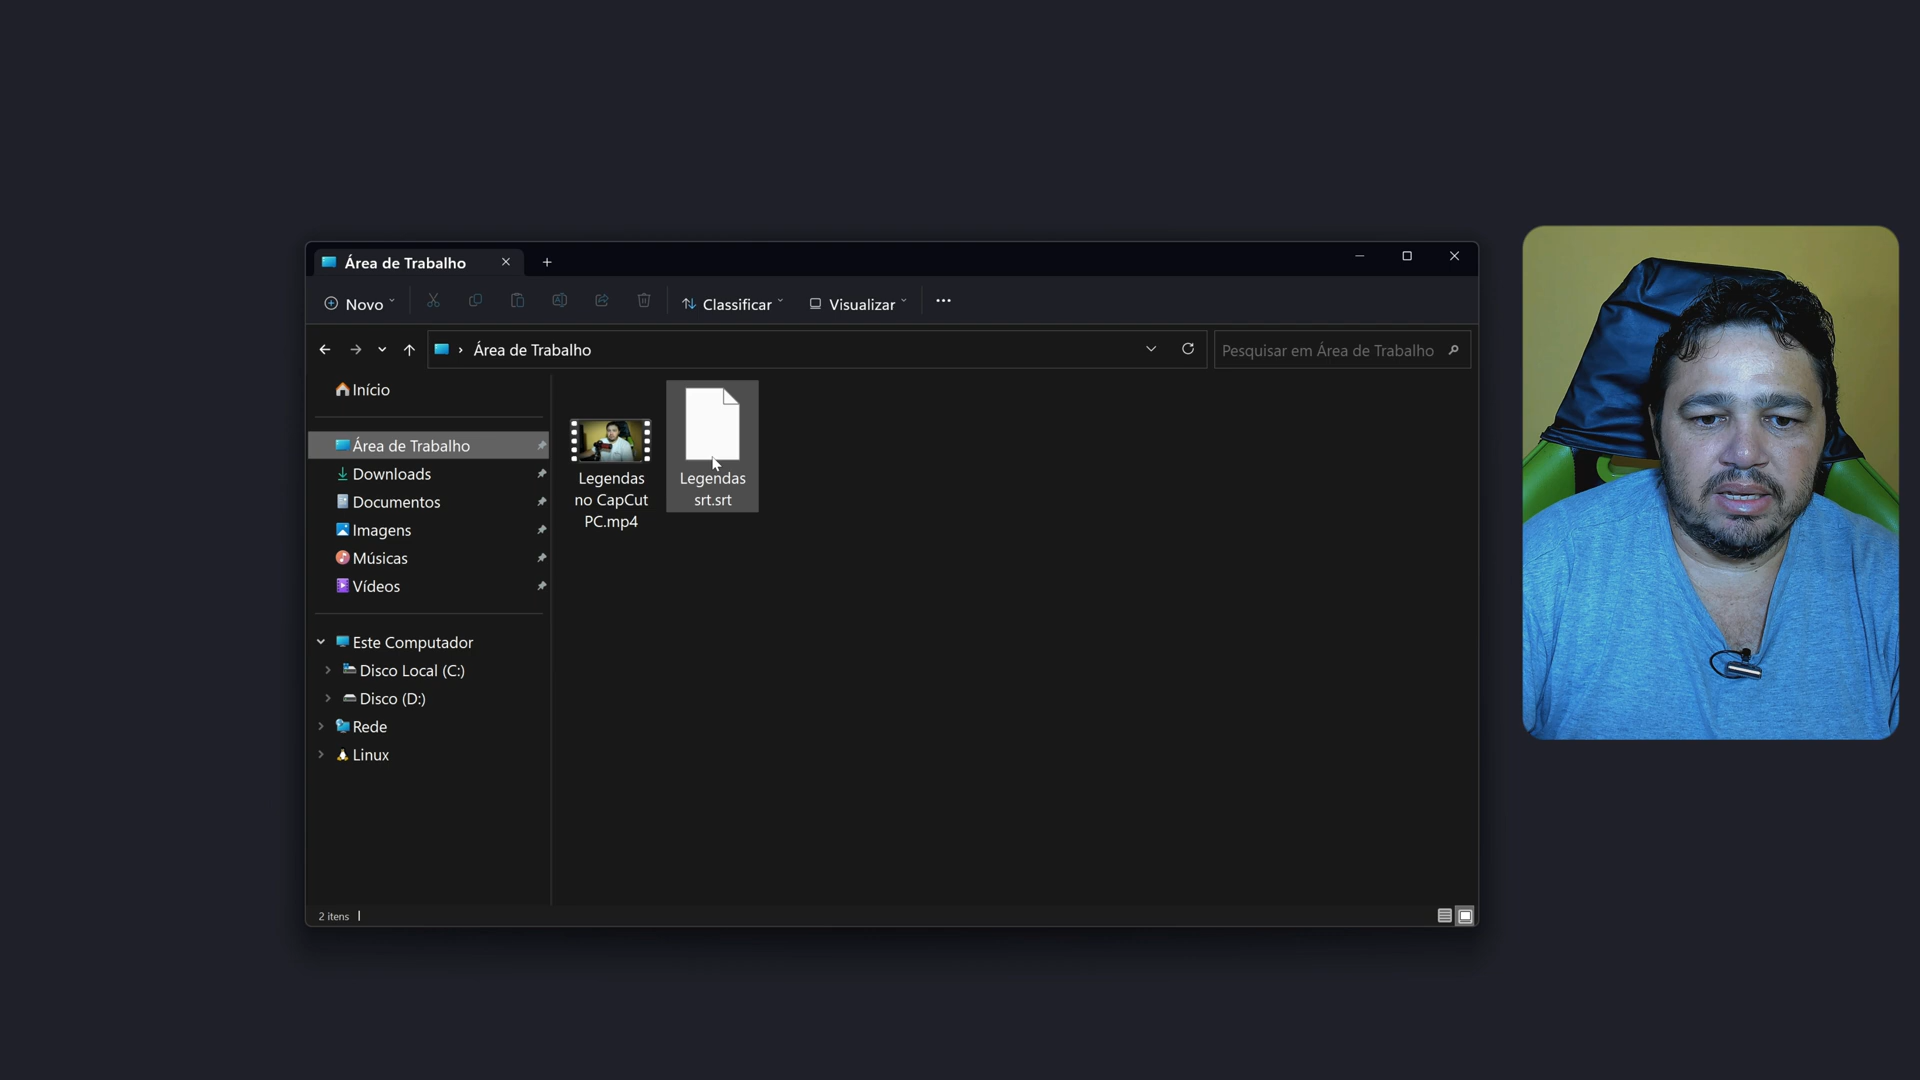 Área de Trabalho
Novo
Classificar
Visualizar
Área de Trabalho
Pesquisar em Área de Trabalho
Início
Área de Trabalho
Downloads
Documentos
Imagens
Músicas
Vídeos
Este Computador
Disco Local (C:)
Disco (D:)
Rede
Linux
Legendas
no CapCut
PC.mp4
Legendas
srt.srt
2 itens